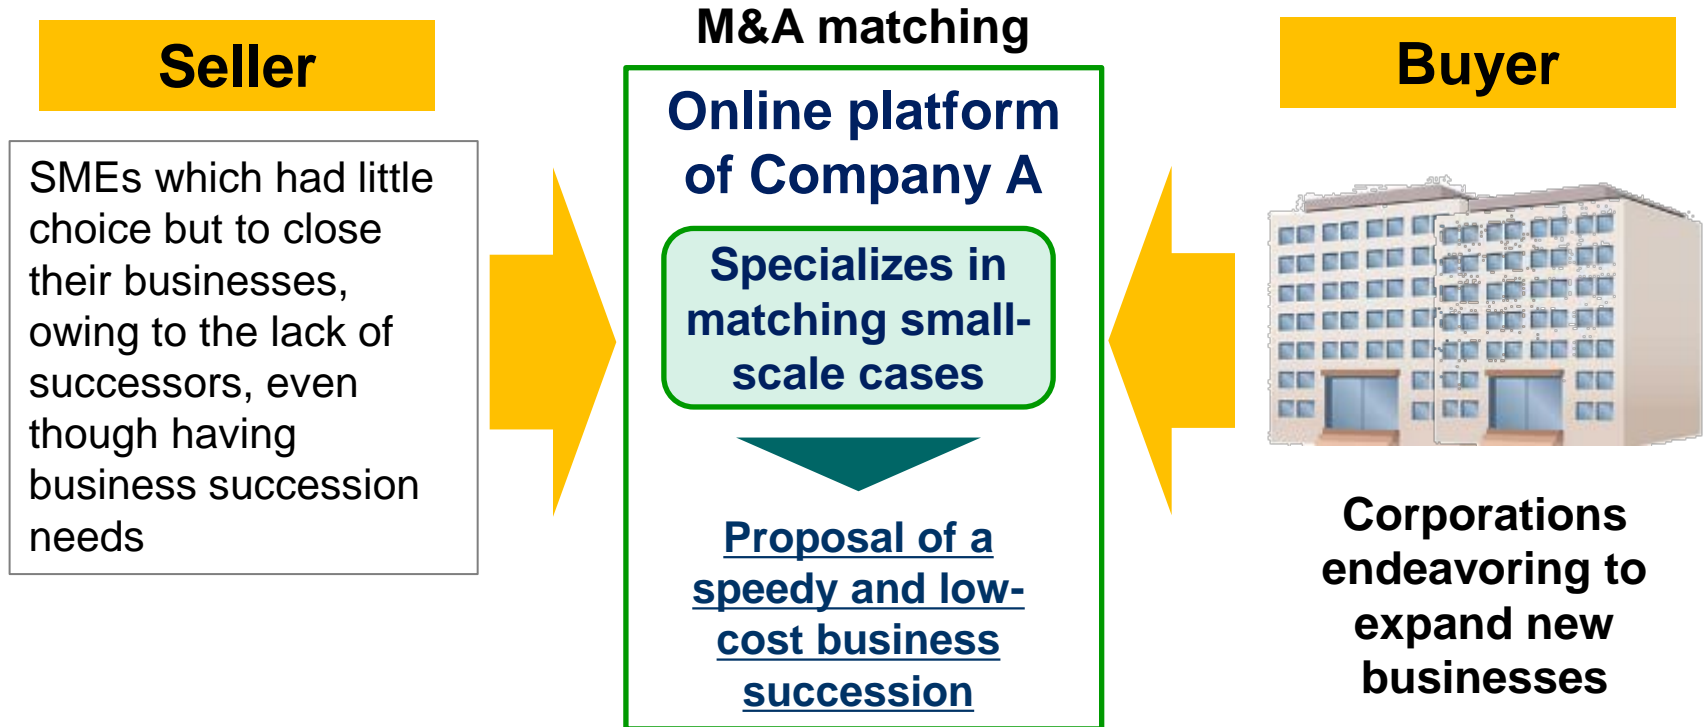 Seller
SMEs which had little
choice but to close
their businesses,
owing to the lack of
successors, even
though having
business succession
needs
M&A matching
Online platform
of Company A
Specializes in
matching small-
scale cases
Proposal of a
speedy and low-
cost business
succession
Buyer
Corporations
endeavoring to
expand new
businesses